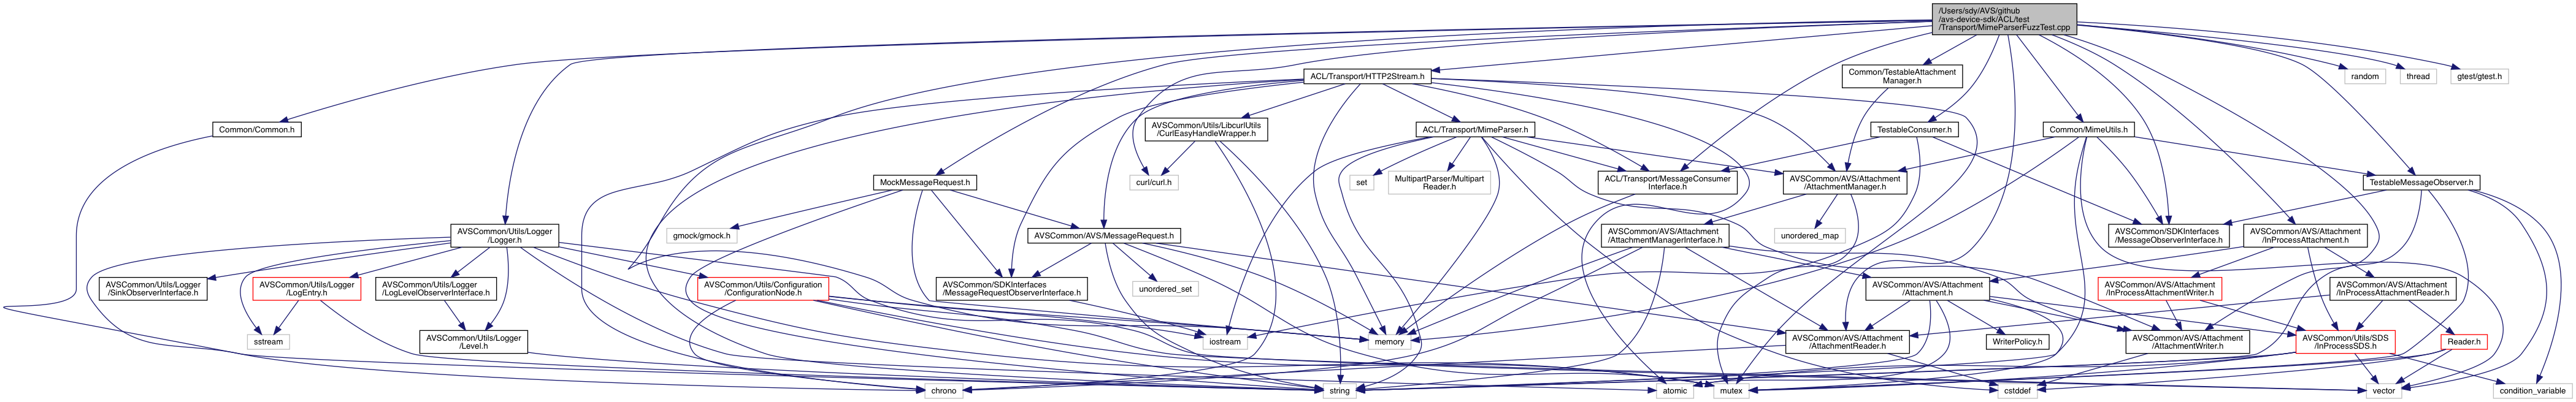 /Users/sdy/AVS/github
/avs-device-sdk/ACL/test
/Transport/MimeParserFuzzTest.cpp
ACL/Transport/HTTP2Stream.h
Common/TestableAttachment
Manager.h
random
thread
gtest/gtest.h
Common/Common.h
AVSCommon/Utils/LibcurlUtils
/CurlEasyHandleWrapper.h
ACL/Transport/MimeParser.h
TestableConsumer.h
Common/MimeUtils.h
MockMessageRequest.h
curl/curl.h
set
MultipartParser/Multipart
Reader.h
ACL/Transport/MessageConsumer
Interface.h
AVSCommon/AVS/Attachment
/AttachmentManager.h
TestableMessageObserver.h
AVSCommon/Utils/Logger
/Logger.h
gmock/gmock.h
AVSCommon/AVS/MessageRequest.h
AVSCommon/AVS/Attachment
/AttachmentManagerInterface.h
unordered_map
AVSCommon/SDKInterfaces
/MessageObserverInterface.h
AVSCommon/AVS/Attachment
/InProcessAttachment.h
AVSCommon/Utils/Logger
/SinkObserverInterface.h
AVSCommon/Utils/Logger
/LogEntry.h
AVSCommon/Utils/Logger
/LogLevelObserverInterface.h
AVSCommon/Utils/Configuration
/ConfigurationNode.h
AVSCommon/SDKInterfaces
/MessageRequestObserverInterface.h
unordered_set
AVSCommon/AVS/Attachment
/Attachment.h
AVSCommon/AVS/Attachment
/InProcessAttachmentWriter.h
AVSCommon/AVS/Attachment
/InProcessAttachmentReader.h
sstream
AVSCommon/Utils/Logger
/Level.h
iostream
memory
AVSCommon/AVS/Attachment
/AttachmentReader.h
WriterPolicy.h
AVSCommon/AVS/Attachment
/AttachmentWriter.h
AVSCommon/Utils/SDS
/InProcessSDS.h
Reader.h
chrono
string
atomic
mutex
cstddef
vector
condition_variable